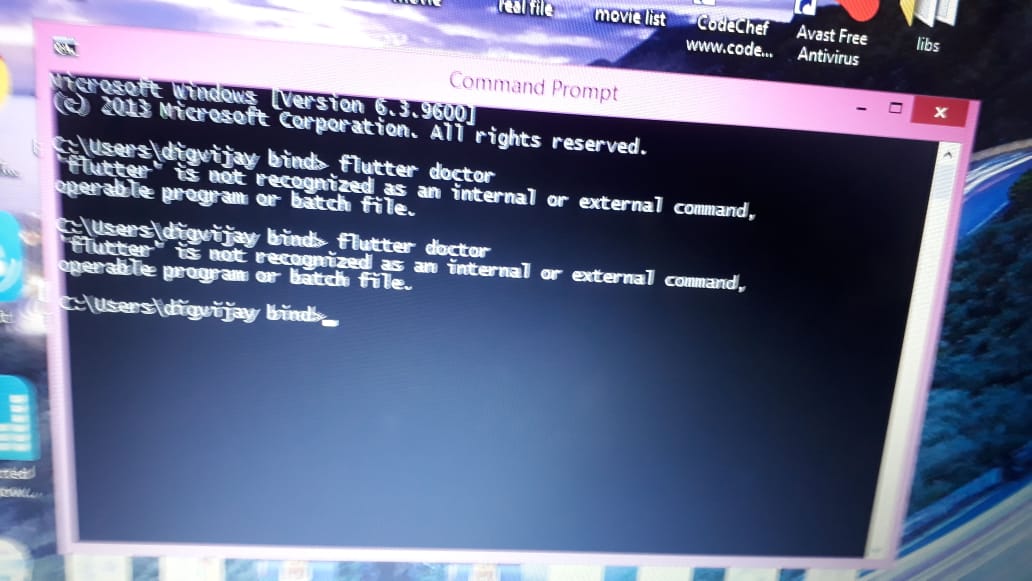 real file
movie list
CodeChef
www.code...
Avast Free
Antivirus
libs
Command Prompt
Microsoft Windows [Version 6.3.9600]
(c) 2013 Microsoft Corporation. All rights reserved.
C:\Users\digvijay bind> flutter doctor
"flutter" is not recognized as an internal or external command,
operable program or batch file.
C:\Users\digvijay bind> flutter doctor
"flutter" is not recognized as an internal or external command,
operable program or batch file.
C:\Users\digvijay bind>